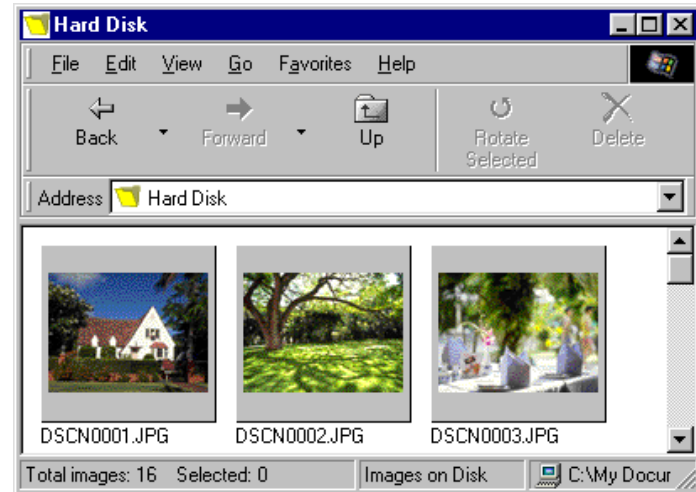 Hard Disk
File Edit View Go Favorites Help
Back Forward Up Rotate Selected Delete
Address Hard Disk
DSCN0001.JPG DSCN0002.JPG DSCN0003.JPG
Total images: 16 Selected: 0 Images on Disk C:\My Docur